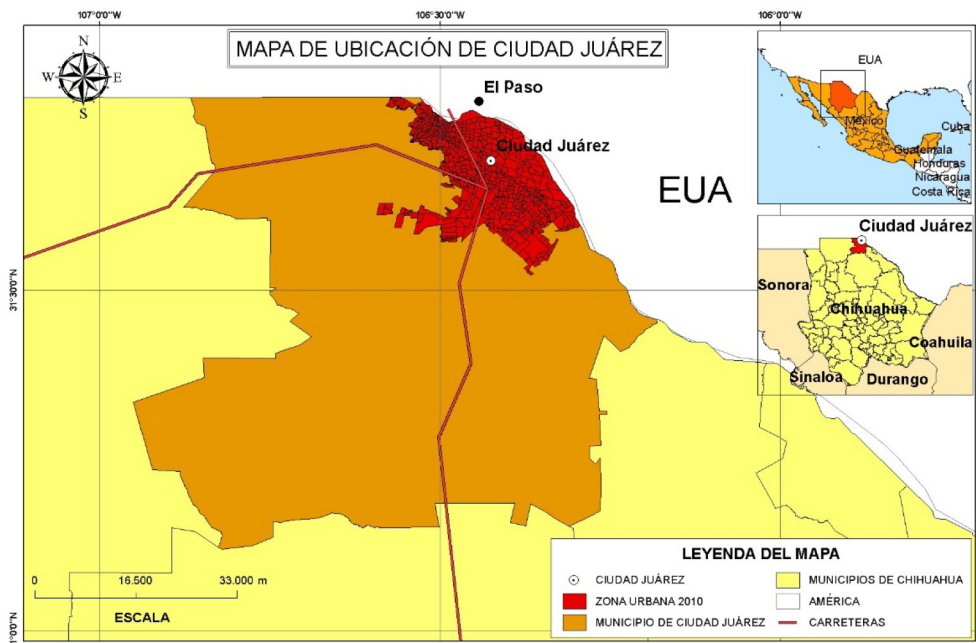 107°0'0"W
106°30'0"W
106°0'0"W
MAPA DE UBICACIÓN DE CIUDAD JUÁREZ
N
W
E
S
El Paso
Ciudad Juárez
EUA
31°30'0"N
EUA
México
Cuba
Guatemala
Honduras
Nicaragua
Costa Rica
Ciudad Juárez
Sonora
Chihuahua
Coahuila
Sinaloa
Durango
0 16.500 33.000 m
ESCALA
LEYENDA DEL MAPA
CIUDAD JUÁREZ
ZONA URBANA 2010
MUNICIPIO DE CIUDAD JUÁREZ
MUNICIPIOS DE CHIHUAHUA
AMÉRICA
CARRETERAS